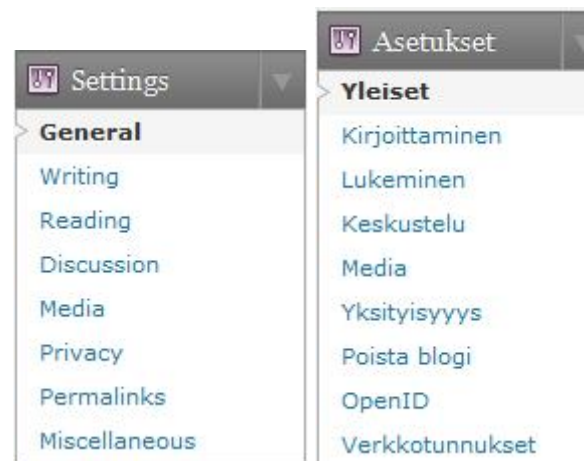 Settings
General
Writing
Reading
Discussion
Media
Privacy
Permalinks
Miscellaneous
Asetukset
Yleiset
Kirjoittaminen
Lukeminen
Keskustelu
Media
Yksityisyyys
Poista blogi
OpenID
Verkkotunnukset